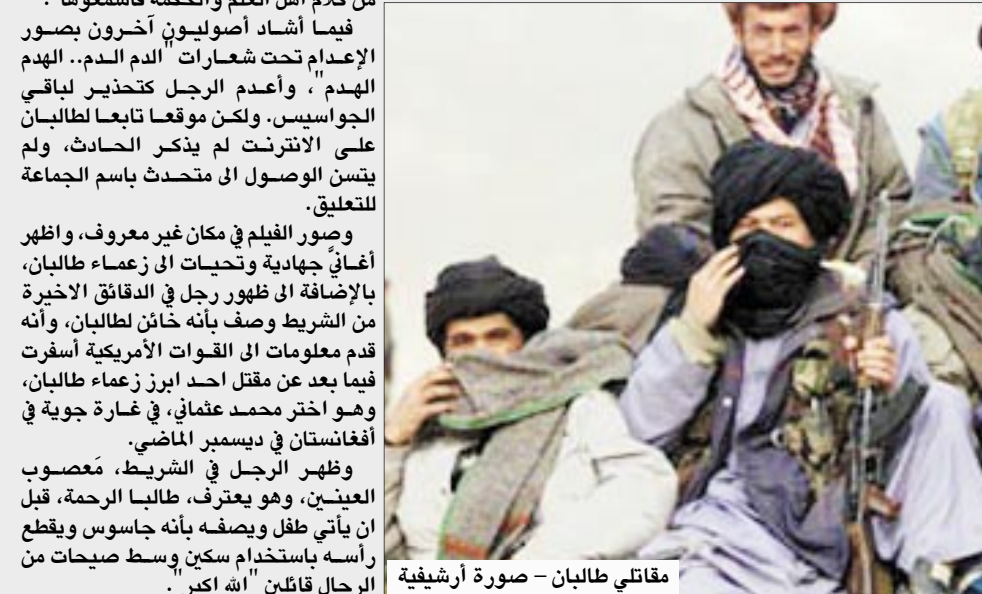 من كلام أهل العلم والحكمة فاسمعوها".
فيما أشاد أصوليون آخرون بصور
الإعدام تحت شعارات "الدم الدم.. الهدم
الهدم"، وأعدم الرجل كتحذير لباقي
الجواسيس. ولكن موقعا تابعا لطالبان
على الانترنت لم يذكر الحادث، ولم
يتسن الوصول الى متحدث باسم الجماعة
للتعليق.
وصور الفيلم في مكان غير معروف، واظهر
أغانيَّ جهادية وتحيات الى زعماء طالبان،
بالإضافة الى ظهور رجل في الدقائق الاخيرة
من الشريط وصف بأنه خائن لطالبان، وأنه
قدم معلومات الى القوات الأمريكية أسفرت
فيما بعد عن مقتل احد ابرز زعماء طالبان،
وهو اختر محمد عثماني، في غارة جوية في
أفغانستان في ديسمبر الماضي.
وظهر الرجل في الشريط، مَعصوب
العينين، وهو يعترف، طالبا الرحمة، قبل
ان يأتي طفل ويصفه بأنه جاسوس ويقطع
رأسه باستخدام سكين وسط صيحات من
الرجال قائلين "الله اكبر".
مقاتلي طالبان – صورة أرشيفية